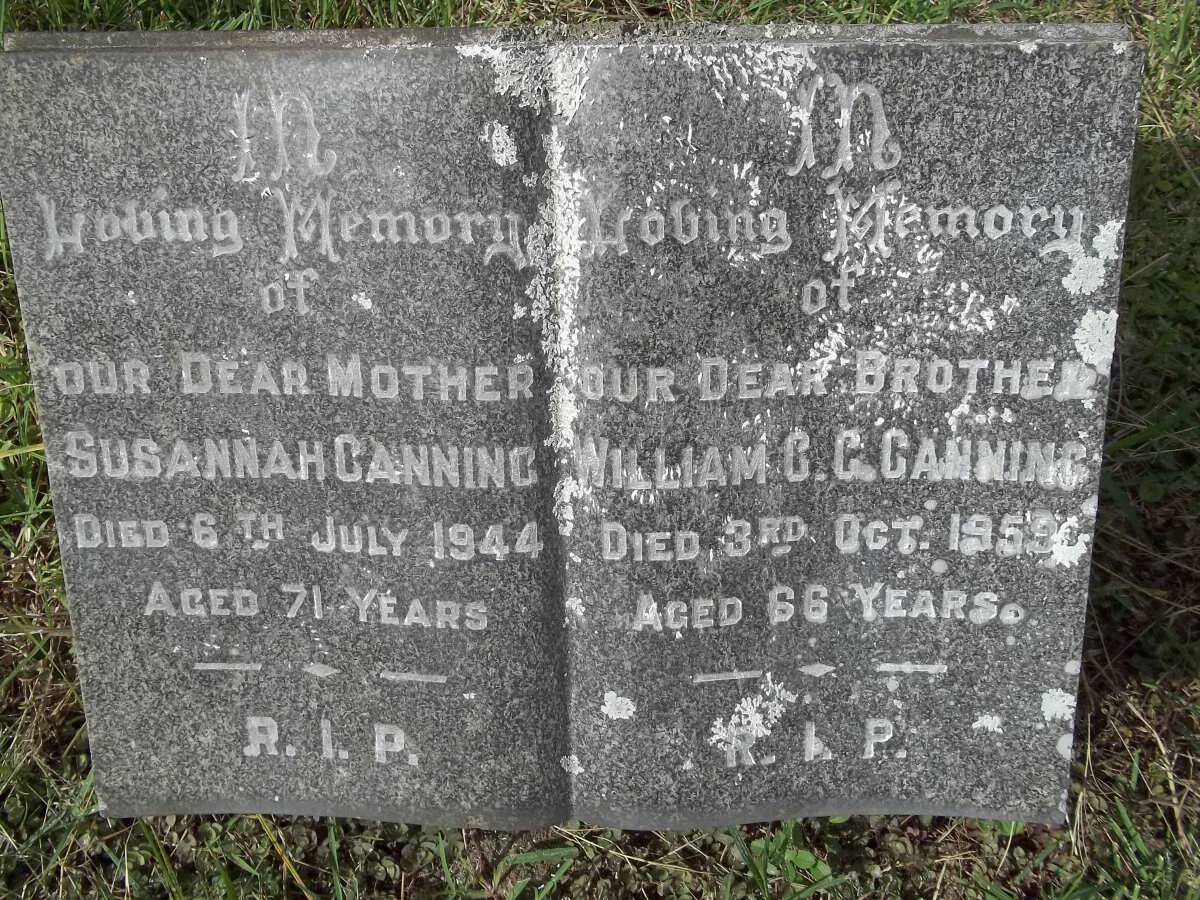 In
Loving Memory
of
OUR DEAR MOTHER
SUSANNAH CANNING
DIED 6TH JULY 1944
AGED 71 YEARS
R. I. P.
In
Loving Memory
of
OUR DEAR BROTHER
WILLIAM C. C. CANNING
DIED 3RD OCT. 1959
AGED 66 YEARS.
R. I. P.